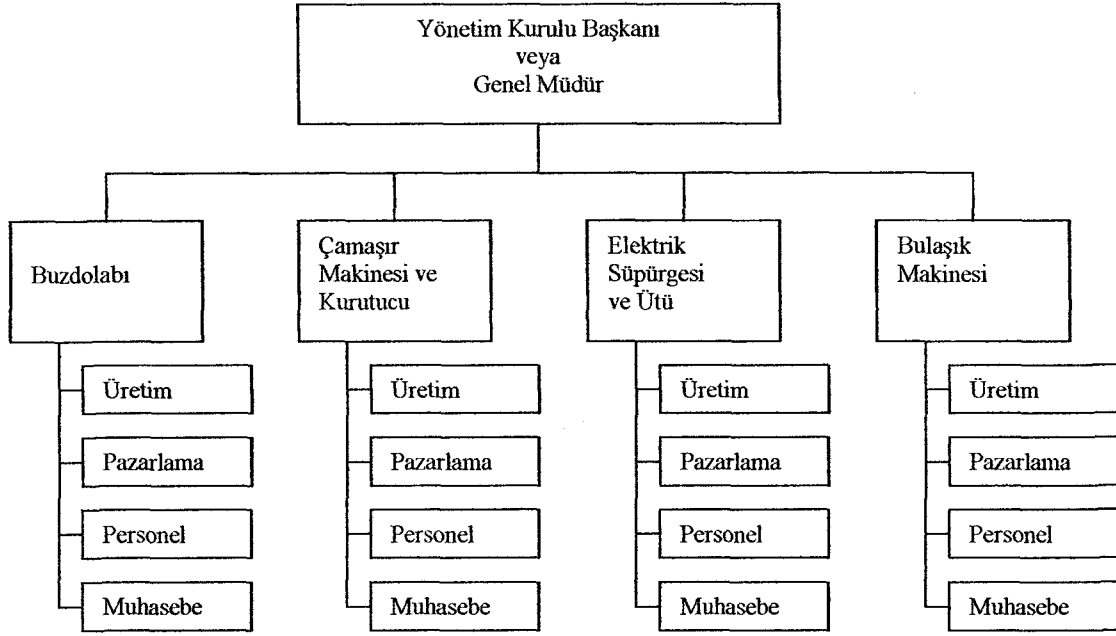 Yönetim Kurulu Başkanı
veya
Genel Müdür
Buzdolabı
Çamaşır
Makinesi ve
Kurutucu
Elektrik
Süpürgesi
ve Ütü
Bulaşık
Makinesi
Üretim
Üretim
Üretim
Üretim
Pazarlama
Pazarlama
Pazarlama
Pazarlama
Personel
Personel
Personel
Personel
Muhasebe
Muhasebe
Muhasebe
Muhasebe